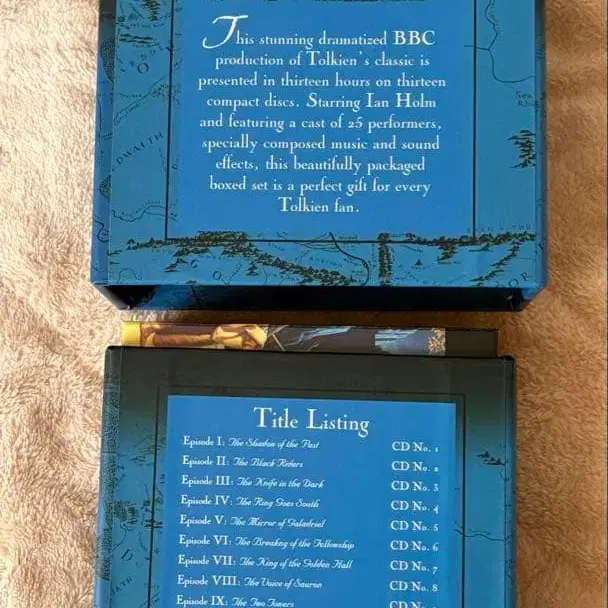 This stunning dramatized BBC
production of Tolkien's classic is
presented in thirteen hours on thirteen
compact discs. Starring Ian Holm
and featuring a cast of 25 performers,
specially composed music and sound
effects, this beautifully packaged
boxed set is a perfect gift for every
Tolkien fan.
DWAITH
Sea
Title Listing
Episode I: The Shadow of the Past CD No. 1
Episode II: The Black Riders CD No. 2
Episode III: The Knife in the Dark CD No. 3
Episode IV: The Ring Goes South CD No. 4
Episode V: The Mirror of Galadriel CD No. 5
Episode VI: The Breaking of the Fellowship CD No. 6
Episode VII: The King of the Golden Hall CD No. 7
Episode VIII: The Voice of Saruman CD No. 8
Episode IX: The Two Towers CD No.